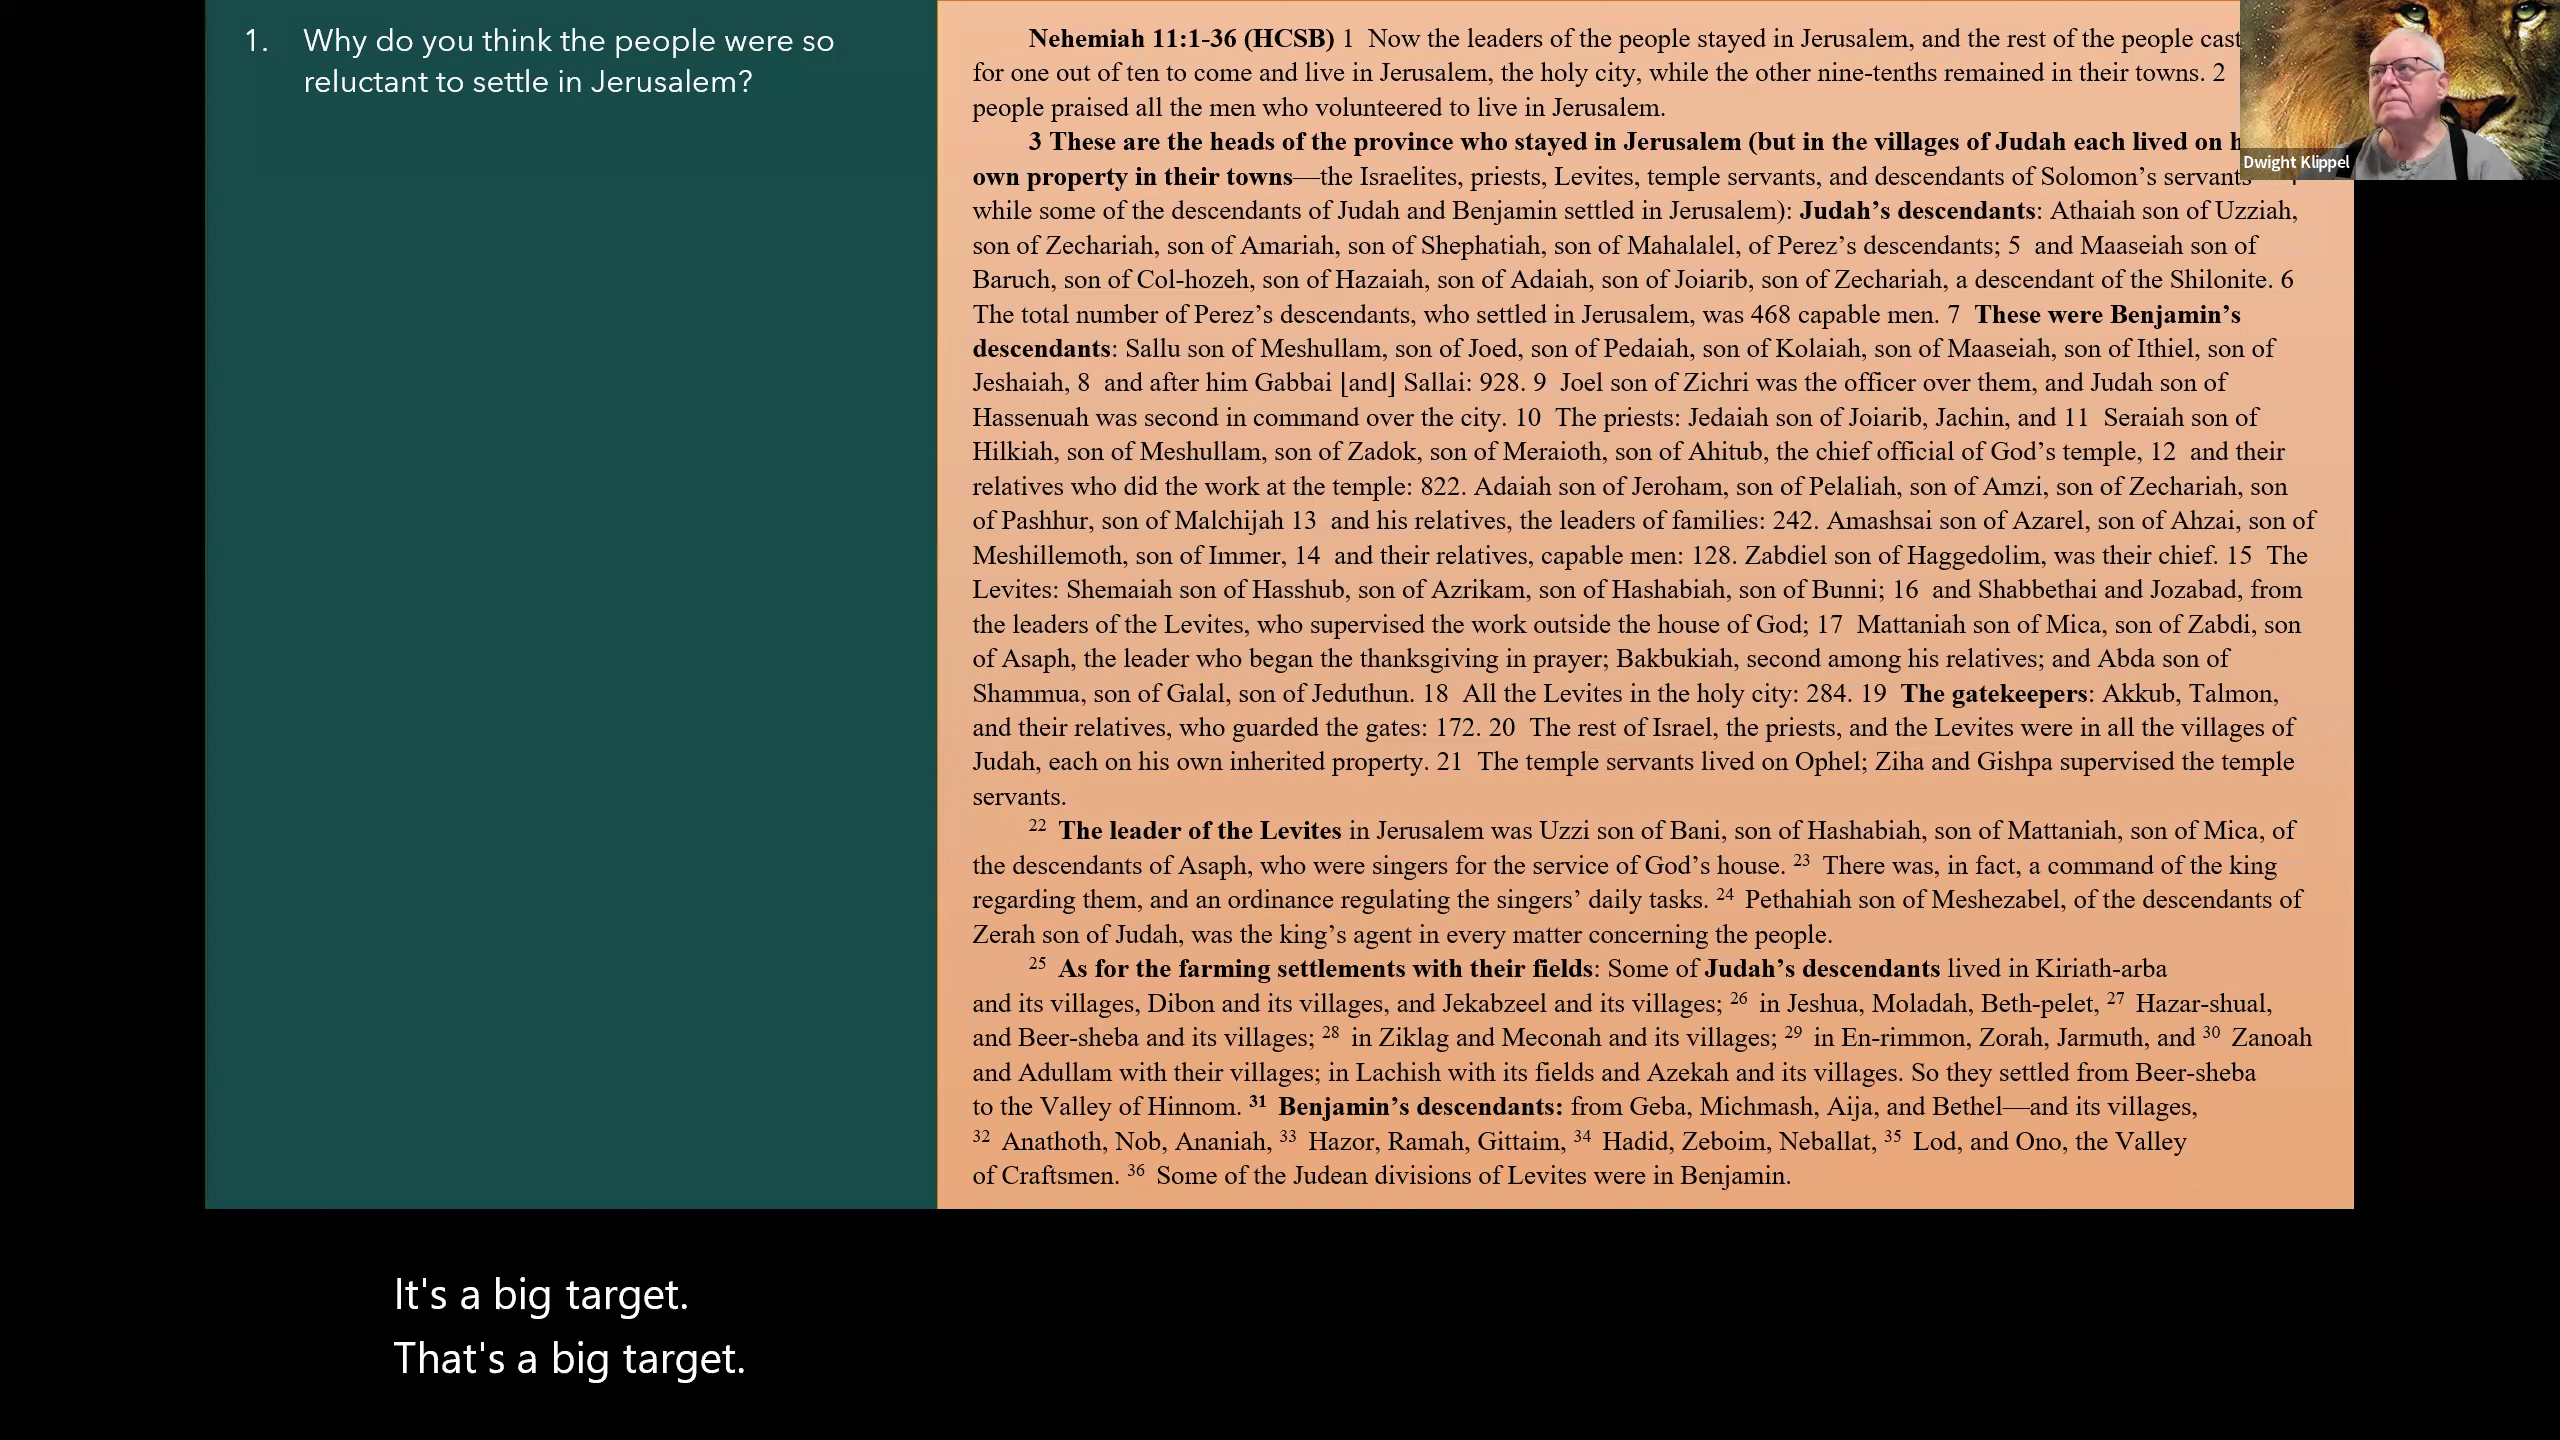 1. Why do you think the people were so
reluctant to settle in Jerusalem?
Nehemiah 11:1-36 (HCSB) 1 Now the leaders of the people stayed in Jerusalem, and the rest of the people cast
for one out of ten to come and live in Jerusalem, the holy city, while the other nine-tenths remained in their towns. 2
people praised all the men who volunteered to live in Jerusalem.
3 These are the heads of the province who stayed in Jerusalem (but in the villages of Judah each lived on
own property in their towns—the Israelites, priests, Levites, temple servants, and descendants of Solomon's servants
while some of the descendants of Judah and Benjamin settled in Jerusalem): Judah's descendants: Athaiah son of Uzziah,
son of Zechariah, son of Amariah, son of Shephatiah, son of Mahalalel, of Perez's descendants; 5 and Maaseiah son of
Baruch, son of Col-hozeh, son of Hazaiah, son of Adaiah, son of Joiarib, son of Zechariah, a descendant of the Shilonite. 6
The total number of Perez's descendants, who settled in Jerusalem, was 468 capable men. 7 These were Benjamin's
descendants: Sallu son of Meshullam, son of Joed, son of Pedaiah, son of Kolaiah, son of Maaseiah, son of Ithiel, son of
Jeshaiah, 8 and after him Gabbai [and] Sallai: 928. 9 Joel son of Zichri was the officer over them, and Judah son of
Hassenuah was second in command over the city. 10 The priests: Jedaiah son of Joiarib, Jachin, and 11 Seraiah son of
Hilkiah, son of Meshullam, son of Zadok, son of Meraioth, son of Ahitub, the chief official of God's temple, 12 and their
relatives who did the work at the temple: 822. Adaiah son of Jeroham, son of Pelaliah, son of Amzi, son of Zechariah, son
of Pashhur, son of Malchijah 13 and his relatives, the leaders of families: 242. Amashsai son of Azarel, son of Ahzai, son of
Meshillemoth, son of Immer, 14 and their relatives, capable men: 128. Zabdiel son of Haggedolim, was their chief. 15 The
Levites: Shemaiah son of Hasshub, son of Azrikam, son of Hashabiah, son of Bunni; 16 and Shabbethai and Jozabad, from
the leaders of the Levites, who supervised the work outside the house of God; 17 Mattaniah son of Mica, son of Zabdi, son
of Asaph, the leader who began the thanksgiving in prayer; Bakbukiah, second among his relatives; and Abda son of
Shammua, son of Galal, son of Jeduthun. 18 All the Levites in the holy city: 284. 19 The gatekeepers: Akkub, Talmon,
and their relatives, who guarded the gates: 172. 20 The rest of Israel, the priests, and the Levites were in all the villages of
Judah, each on his own inherited property. 21 The temple servants lived on Ophel; Ziha and Gishpa supervised the temple
servants.
22 The leader of the Levites in Jerusalem was Uzzi son of Bani, son of Hashabiah, son of Mattaniah, son of Mica, of
the descendants of Asaph, who were singers for the service of God's house. 23 There was, in fact, a command of the king
regarding them, and an ordinance regulating the singers' daily tasks. 24 Pethahiah son of Meshezabel, of the descendants of
Zerah son of Judah, was the king's agent in every matter concerning the people.
25 As for the farming settlements with their fields: Some of Judah's descendants lived in Kiriath-arba
and its villages, Dibon and its villages, and Jekabzeel and its villages; 26 in Jeshua, Moladah, Beth-pelet, 27 Hazar-shual,
and Beer-sheba and its villages; 28 in Ziklag and Meconah and its villages; 29 in En-rimmon, Zorah, Jarmuth, and 30 Zanoah
and Adullam with their villages; in Lachish with its fields and Azekah and its villages. So they settled from Beer-sheba
to the Valley of Hinnom. 31 Benjamin's descendants: from Geba, Michmash, Aija, and Bethel—and its villages,
32 Anathoth, Nob, Ananiah, 33 Hazor, Ramah, Gittaim, 34 Hadid, Zeboim, Neballat, 35 Lod, and Ono, the Valley
of Craftsmen. 36 Some of the Judean divisions of Levites were in Benjamin.
Dwight Klippel
It's a big target.
That's a big target.